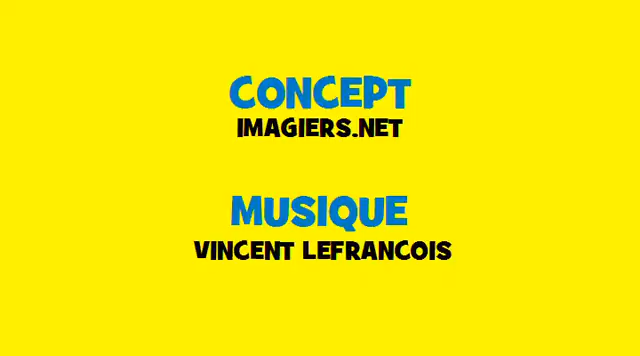 CONCEPT
IMAGIERS.NET
MUSIQUE
VINCENT LEFRANCOIS